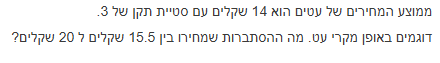 ממוצע המחירים של עטים הוא 14 שקלים עם סטיית תקן של 3.
דוגמים באופן מקרי עט. מה ההסתברות שמחירו בין 15.5 שקלים ל 20 שקלים?